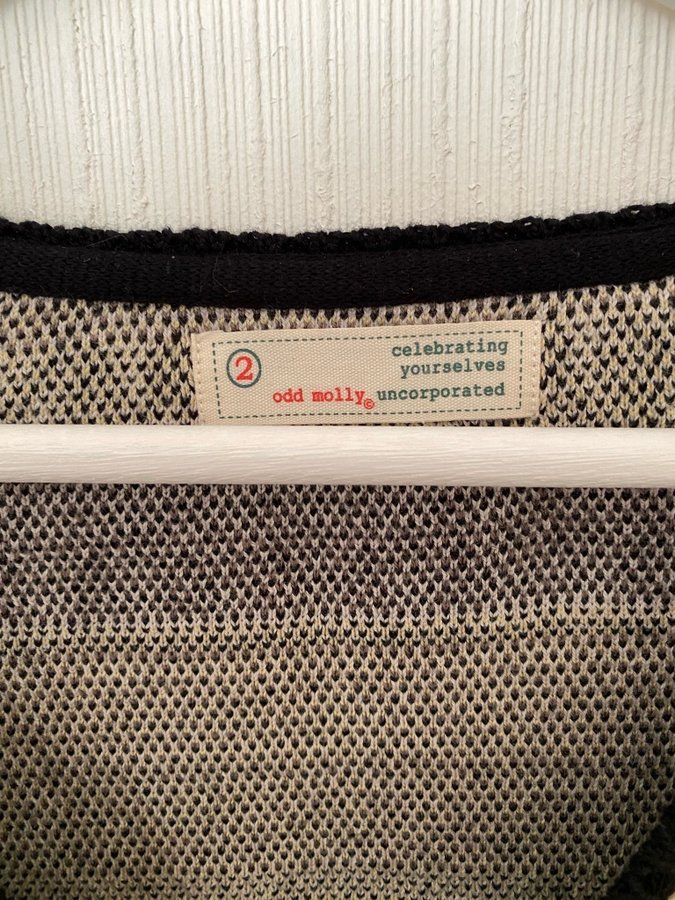 2
celebrating
yourselves
odd molly© uncorporated